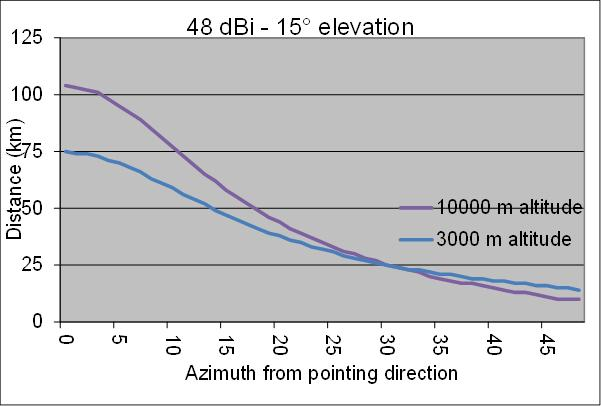 48 dBi - 15° elevation
Distance (km)
125
100
75
50
25
0
10000 m altitude
3000 m altitude
0 5 10 15 20 25 30 35 40 45
Azimuth from pointing direction